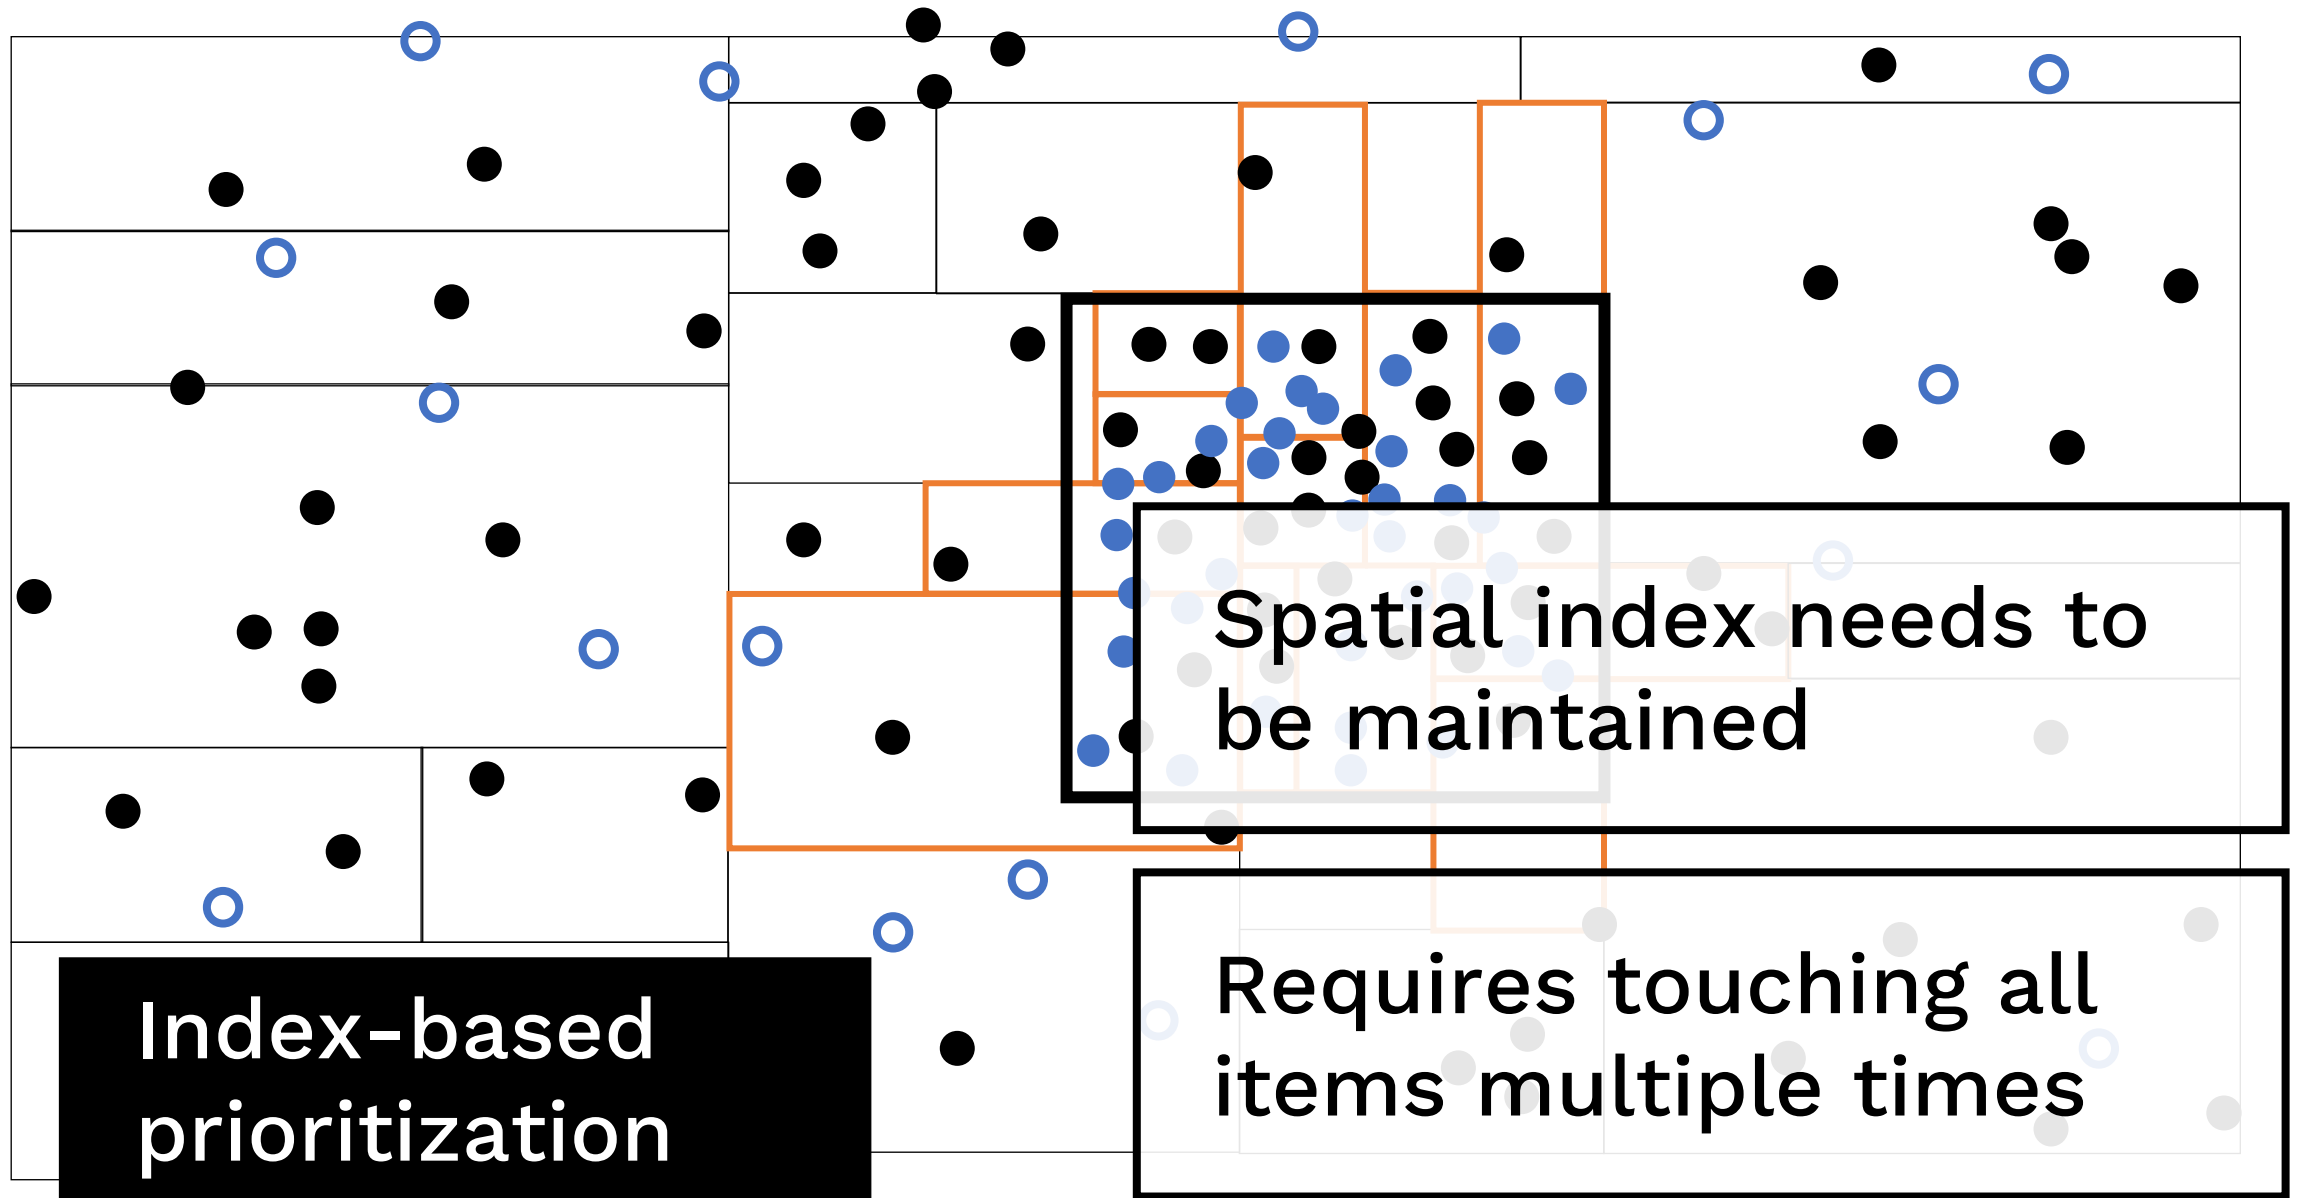 Spatial index needs to
be maintained
Requires touching all
items multiple times
Index-based
prioritization